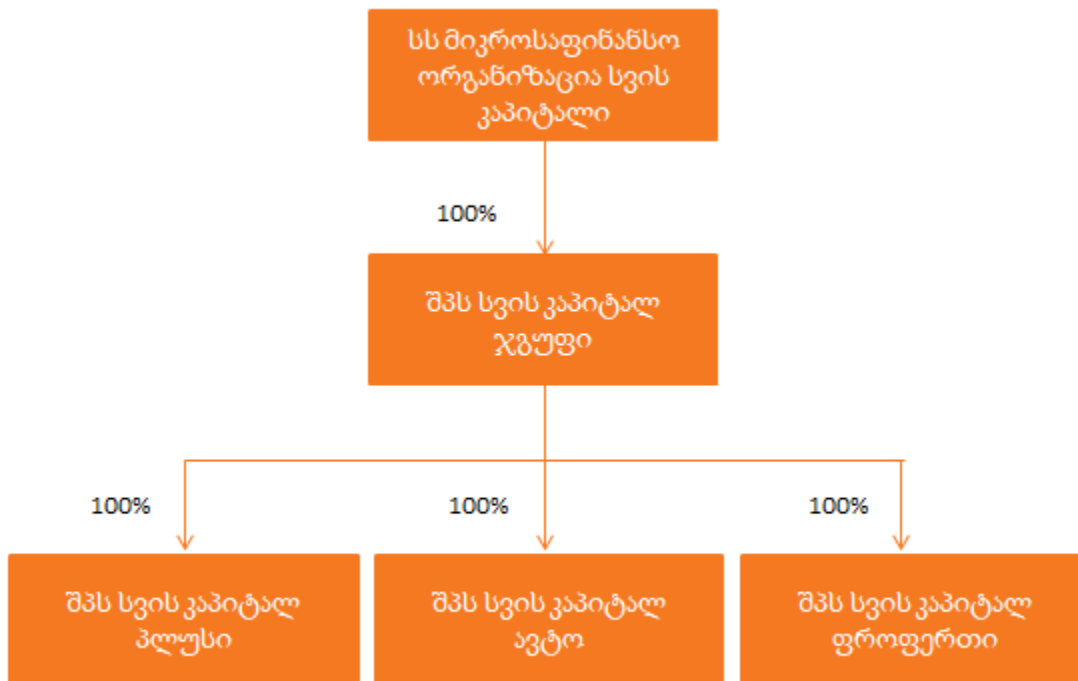 სს მიკროსაფინანსო
ორგანიზაცია სვის
კაპიტალი
100%
შპს სვის კაპიტალ
ჯგუფი
100%
100%
100%
შპს სვის კაპიტალ
პლუსი
შპს სვის კაპიტალ
ავტო
შპს სვის კაპიტალ
ფროფერთი